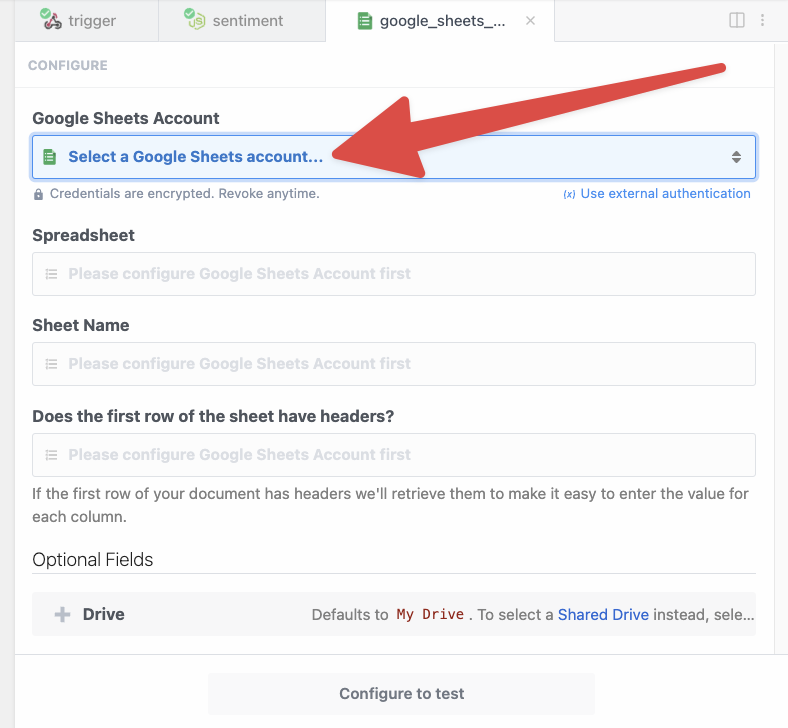 trigger
sentiment
google_sheets_...
CONFIGURE
Google Sheets Account
Select a Google Sheets account...
Credentials are encrypted. Revoke anytime.
(x) Use external authentication
Spreadsheet
Please configure Google Sheets Account first
Sheet Name
Please configure Google Sheets Account first
Does the first row of the sheet have headers?
Please configure Google Sheets Account first
If the first row of your document has headers we'll retrieve them to make it easy to enter the value for
each column.
Optional Fields
Drive
Defaults to My Drive . To select a Shared Drive instead, sele...
Configure to test